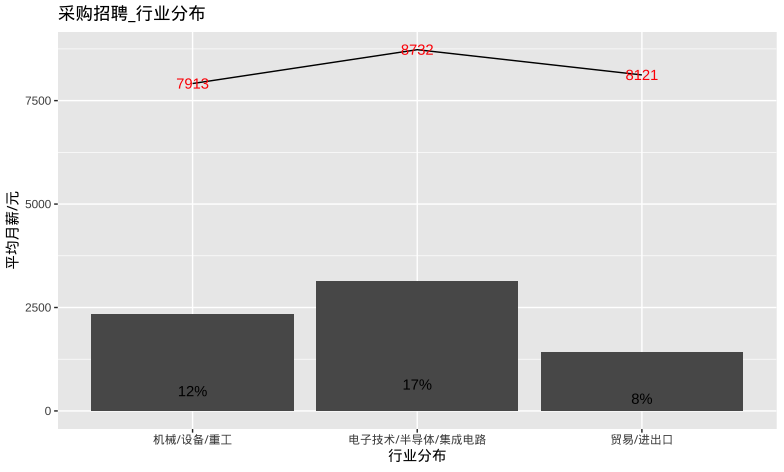 采购招聘_行业分布
平均月薪/元
7500
5000
2500
0
7913
8732
8121
12%
17%
8%
机械/设备/重工
电子技术/半导体/集成电路
贸易/进出口
行业分布